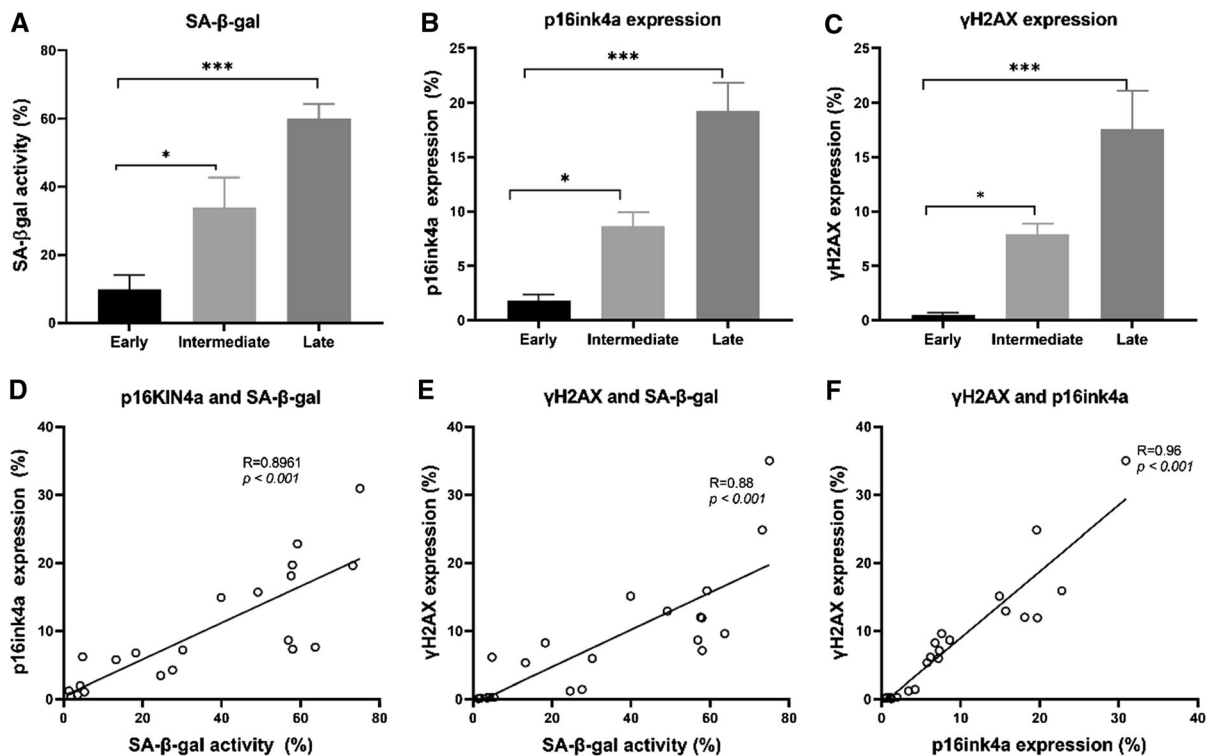 A
SA-β-gal
SA-β-gal activity (%)
80
60
40
20
0
***
*
Early Intermediate Late
B
p16ink4a expression
p16ink4a expression (%)
25
20
15
10
5
0
***
*
Early Intermediate Late
C
γH2AX expression
γH2AX expression (%)
25
20
15
10
5
0
***
*
Early Intermediate Late
D
p16KIN4a and SA-β-gal
p16ink4a expression (%)
40
30
20
10
0
R=0.8961
p < 0.001
0 20 40 60 80
SA-β-gal activity (%)
E
γH2AX and SA-β-gal
γH2AX expression (%)
40
30
20
10
0
R=0.88
p < 0.001
0 20 40 60 80
SA-β-gal activity (%)
F
γH2AX and p16ink4a
γH2AX expression (%)
40
30
20
10
0
R=0.96
p < 0.001
0 10 20 30 40
p16ink4a expression (%)